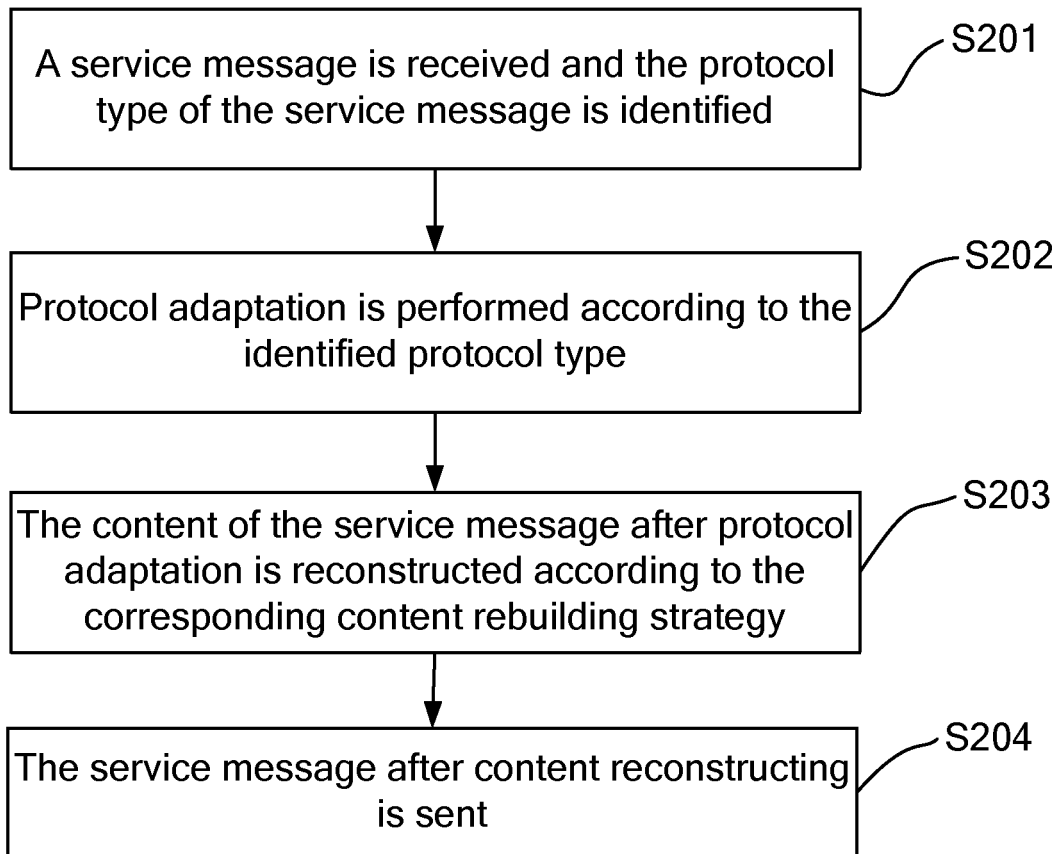 A service message is received and the protocol
type of the service message is identified
S201
Protocol adaptation is performed according to the
identified protocol type
S202
The content of the service message after protocol
adaptation is reconstructed according to the
corresponding content rebuilding strategy
S203
The service message after content reconstructing
is sent
S204